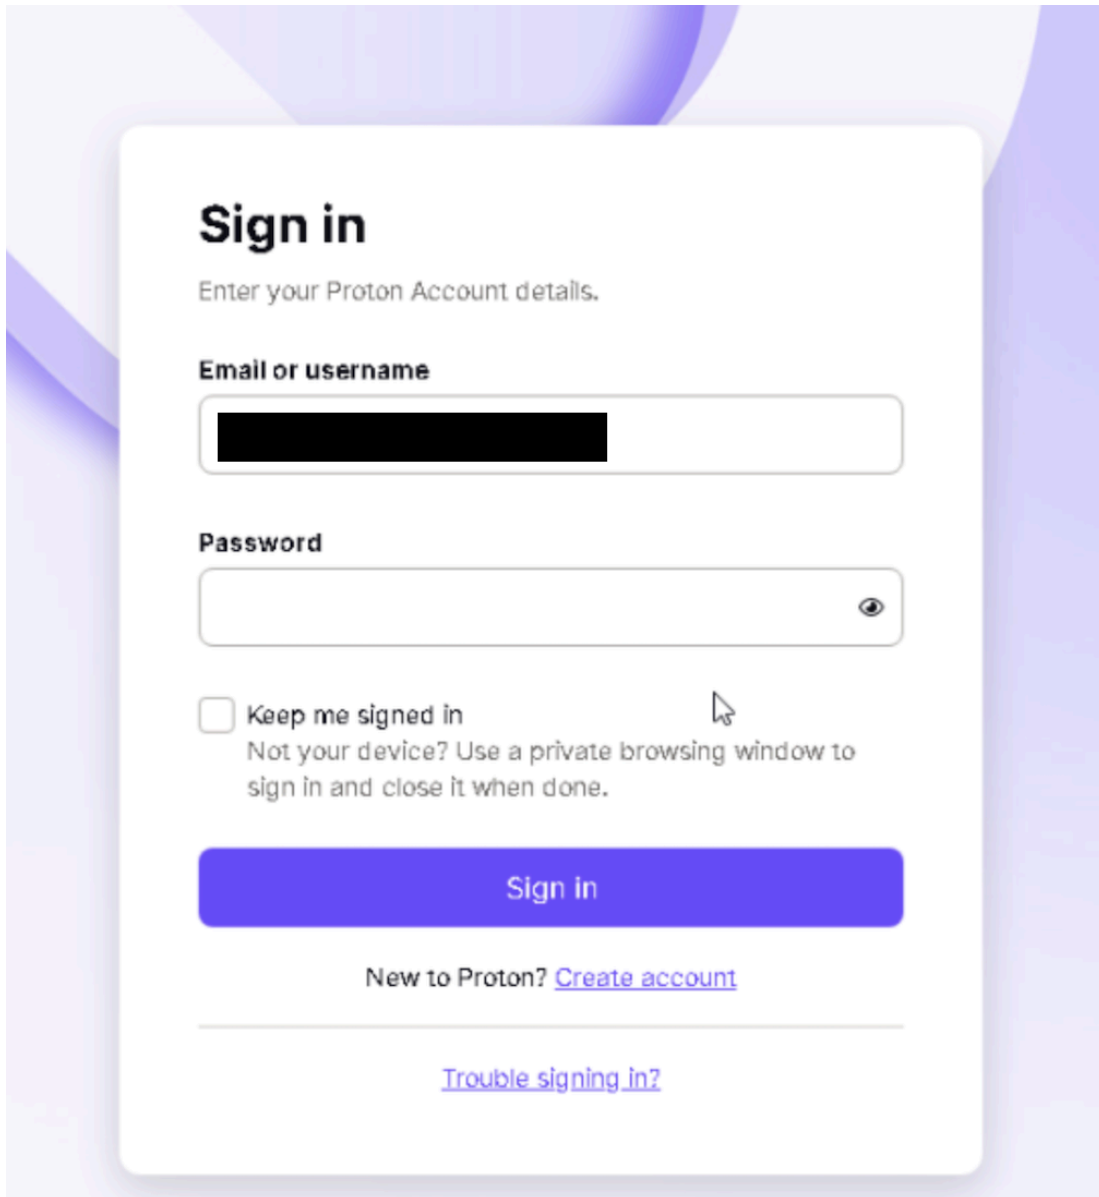 Sign in
Enter your Proton Account details.
Email or username
Password
Keep me signed in
Not your device? Use a private browsing window to
sign in and close it when done.
Sign in
New to Proton? Create account
Trouble signing in?